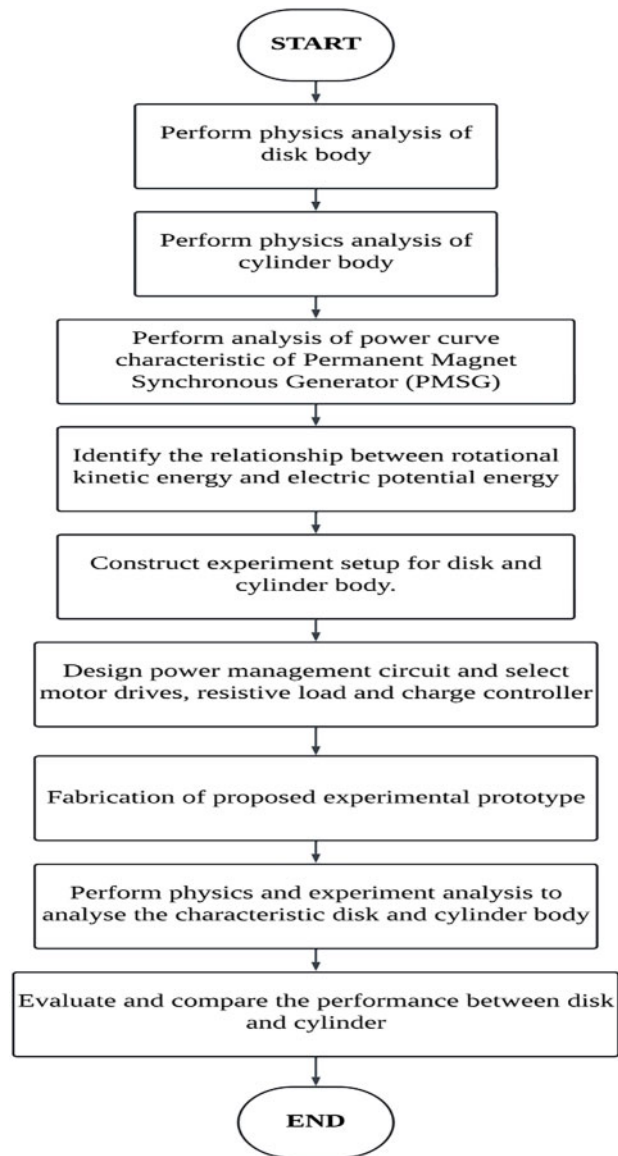 START
Perform physics analysis of
disk body
Perform physics analysis of
cylinder body
Perform analysis of power curve
characteristic of Permanent Magnet
Synchronous Generator (PMSG)
Identify the relationship between rotational
kinetic energy and electric potential energy
Construct experiment setup for disk and
cylinder body.
Design power management circuit and select
motor drives, resistive load and charge controller
Fabrication of proposed experimental prototype
Perform physics and experiment analysis to
analyse the characteristic disk and cylinder body
Evaluate and compare the performance between disk
and cylinder
END